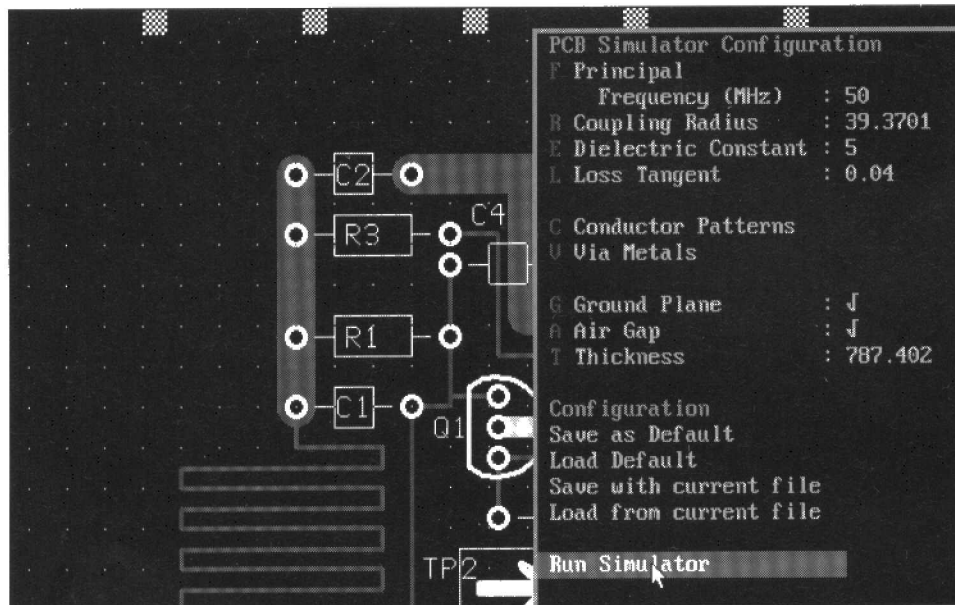 PCB Simulator Configuration
F Principal
Frequency (MHz) : 50
R Coupling Radius : 39.3701
E Dielectric Constant : 5
L Loss Tangent : 0.04
C Conductor Patterns
V Via Metals
G Ground Plane : √
A Air Gap : √
T Thickness : 787.402
Configuration
Save as Default
Load Default
Save with current file
Load from current file
Run Simulator
C2
C4
R3
R1
C1
Q1
TP2